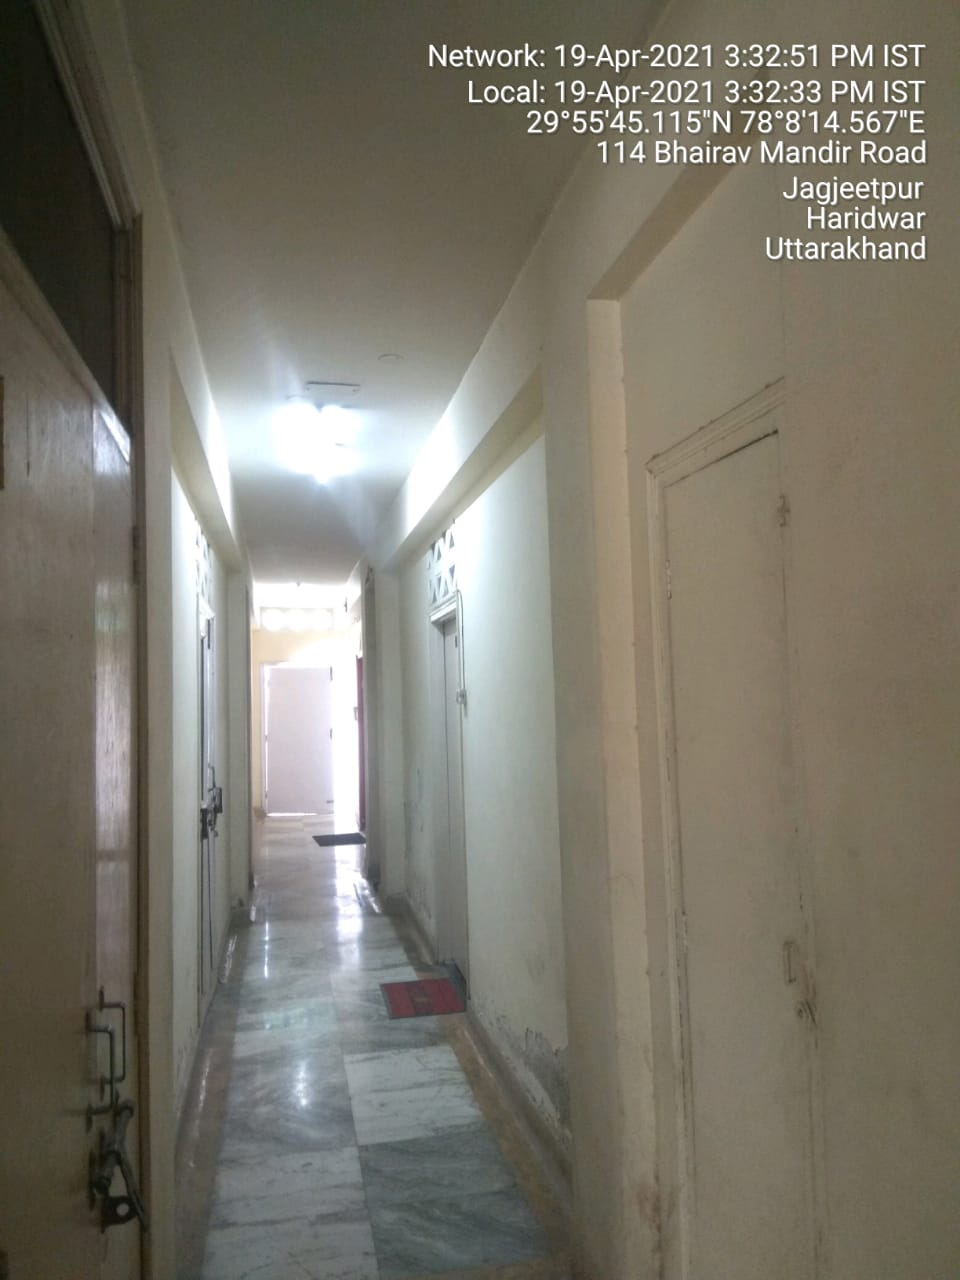 Network: 19-Apr-2021 3:32:51 PM IST
Local: 19-Apr-2021 3:32:33 PM IST
29°55'45.115"N 78°8'14.567"E
114 Bhairav Mandir Road
Jagjeetpur
Haridwar
Uttarakhand